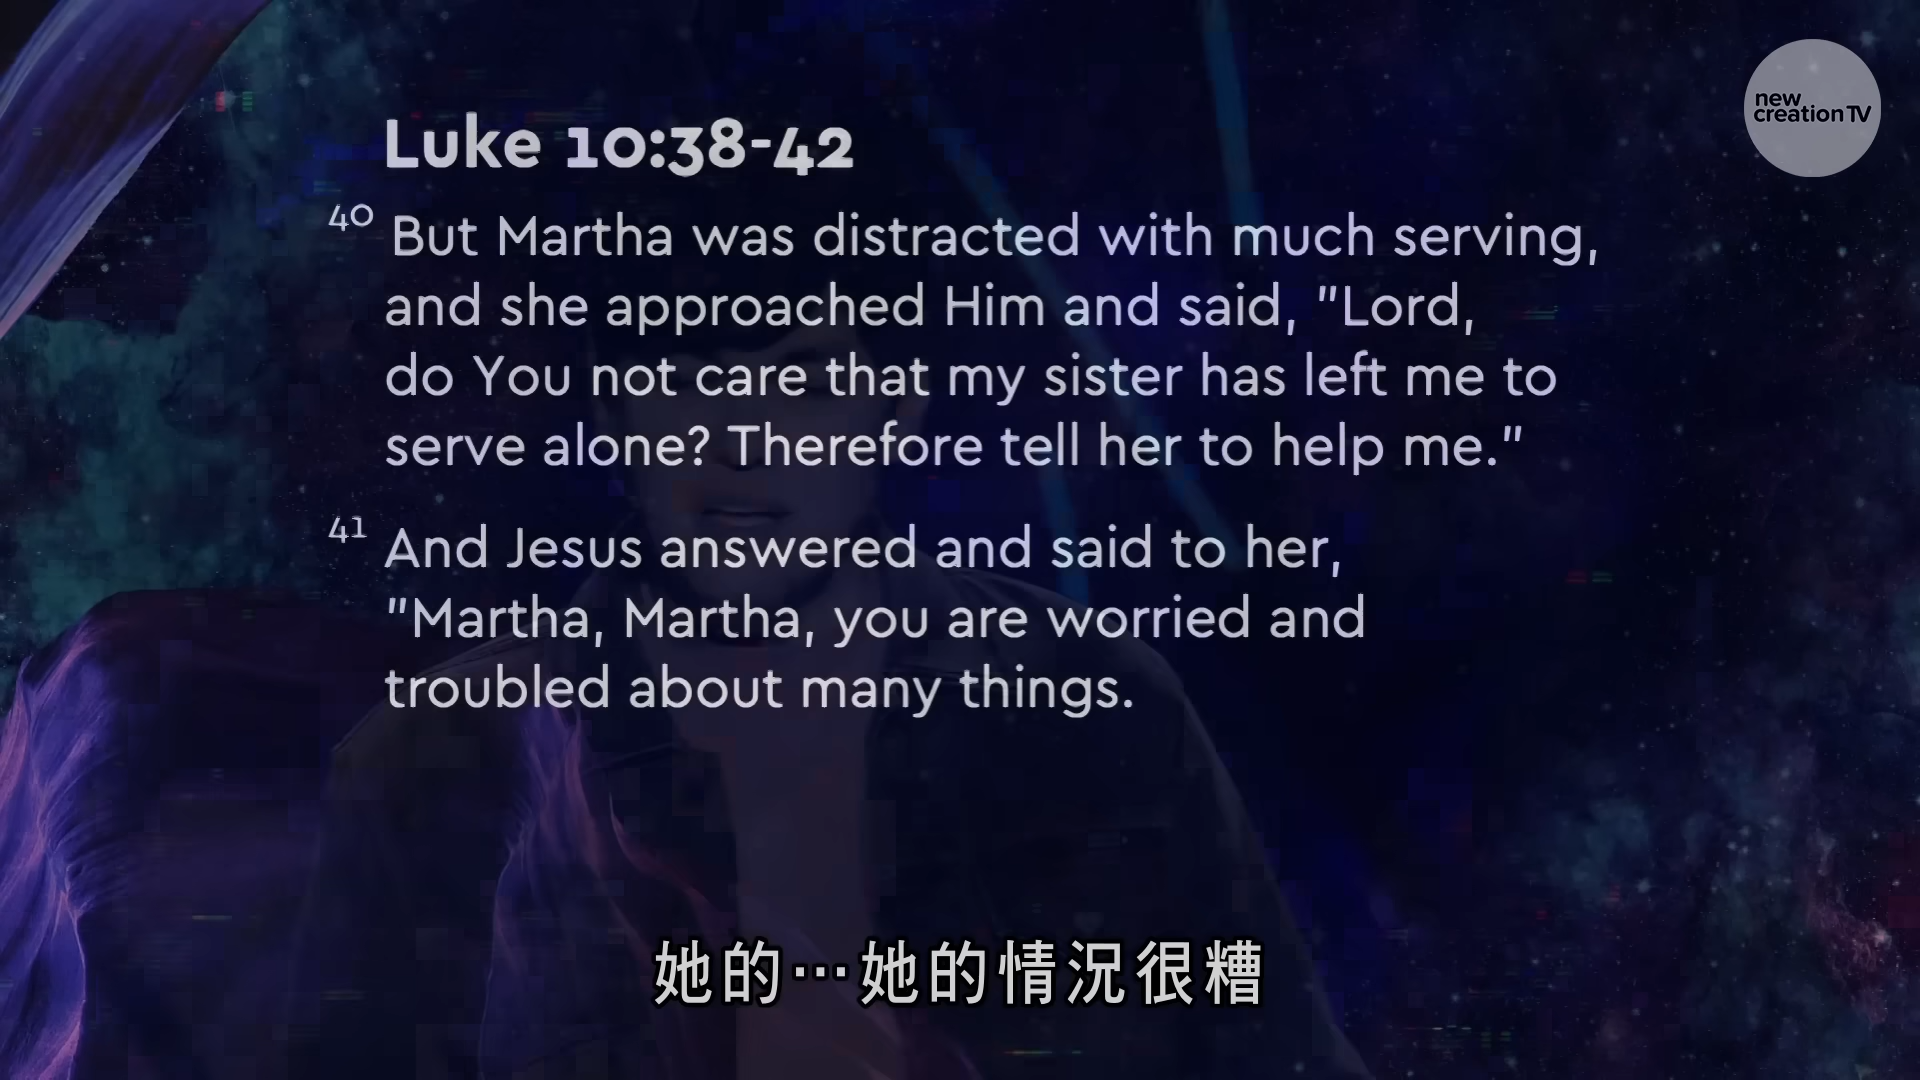 new
creationTV
Luke 10:38-42
40 But Martha was distracted with much serving,
and she approached Him and said, "Lord,
do You not care that my sister has left me to
serve alone? Therefore tell her to help me."
41 And Jesus answered and said to her,
"Martha, Martha, you are worried and
troubled about many things.
她的…她的情況很糟